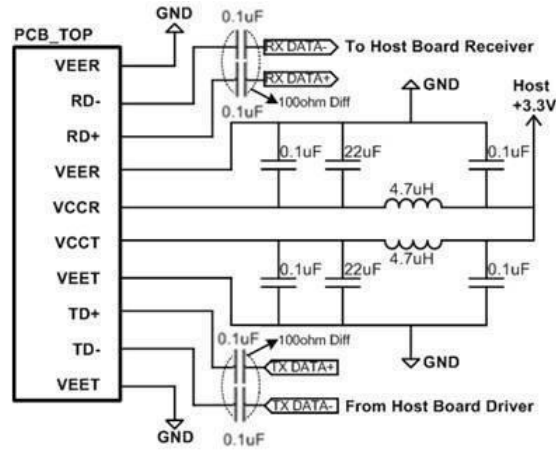 0.1uF
GND
PCB_TOP
RX DATA-
To Host Board Receiver
VEER
RX DATA+
GND
Host
+3.3V
RD-
0.1uF
100ohm Diff
RD+
VEER
0.1uF
22uF
0.1uF
4.7uH
VCCR
VCCT
4.7uH
VEET
0.1uF
22uF
0.1uF
TD+
0.1uF
100ohm Diff
TD-
TX DATA+
GND
VEET
TX DATA-
From Host Board Driver
GND
0.1uF